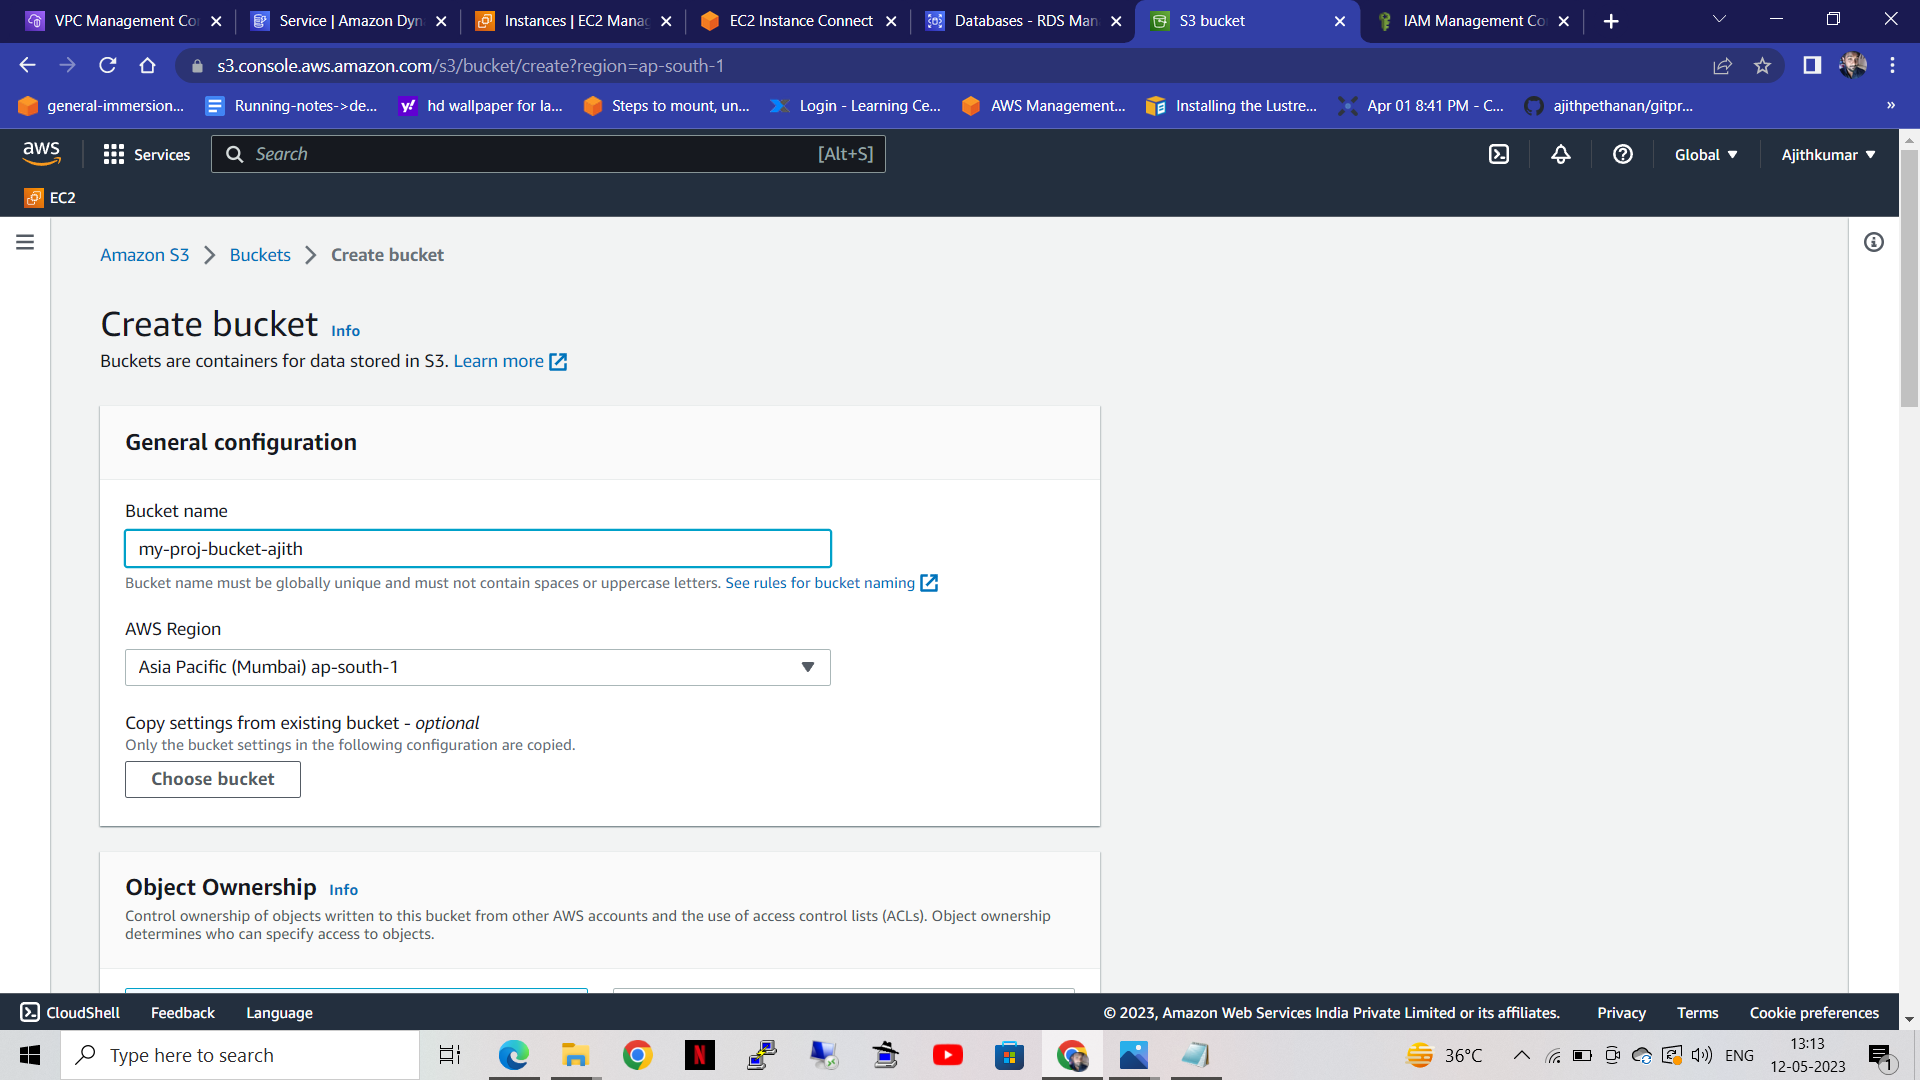 VPC Management Co
Service | Amazon Dyn
Instances | EC2 Manag
EC2 Instance Connect
Databases - RDS Man
S3 bucket
IAM Management Co
s3.console.aws.amazon.com/s3/bucket/create?region=ap-south-1
general-immersion...
Running-notes->de...
hd wallpaper for la...
Steps to mount, un...
Login - Learning Ce...
AWS Management...
Installing the Lustre...
Apr 01 8:41 PM - C...
ajithpethanan/gitpr...
»
aws
Services
Search
[Alt+S]
Global
Ajithkumar
EC2
Amazon S3
Buckets
Create bucket
Create bucket Info
Buckets are containers for data stored in S3. Learn more
General configuration
Bucket name
my-proj-bucket-ajith
Bucket name must be globally unique and must not contain spaces or uppercase letters. See rules for bucket naming
AWS Region
Asia Pacific (Mumbai) ap-south-1
Copy settings from existing bucket - optional
Only the bucket settings in the following configuration are copied.
Choose bucket
Object Ownership Info
Control ownership of objects written to this bucket from other AWS accounts and the use of access control lists (ACLs). Object ownership
determines who can specify access to objects.
CloudShell
Feedback
Language
© 2023, Amazon Web Services India Private Limited or its affiliates.
Privacy
Terms
Cookie preferences
Type here to search
36°C
ENG
13:13
12-05-2023
1